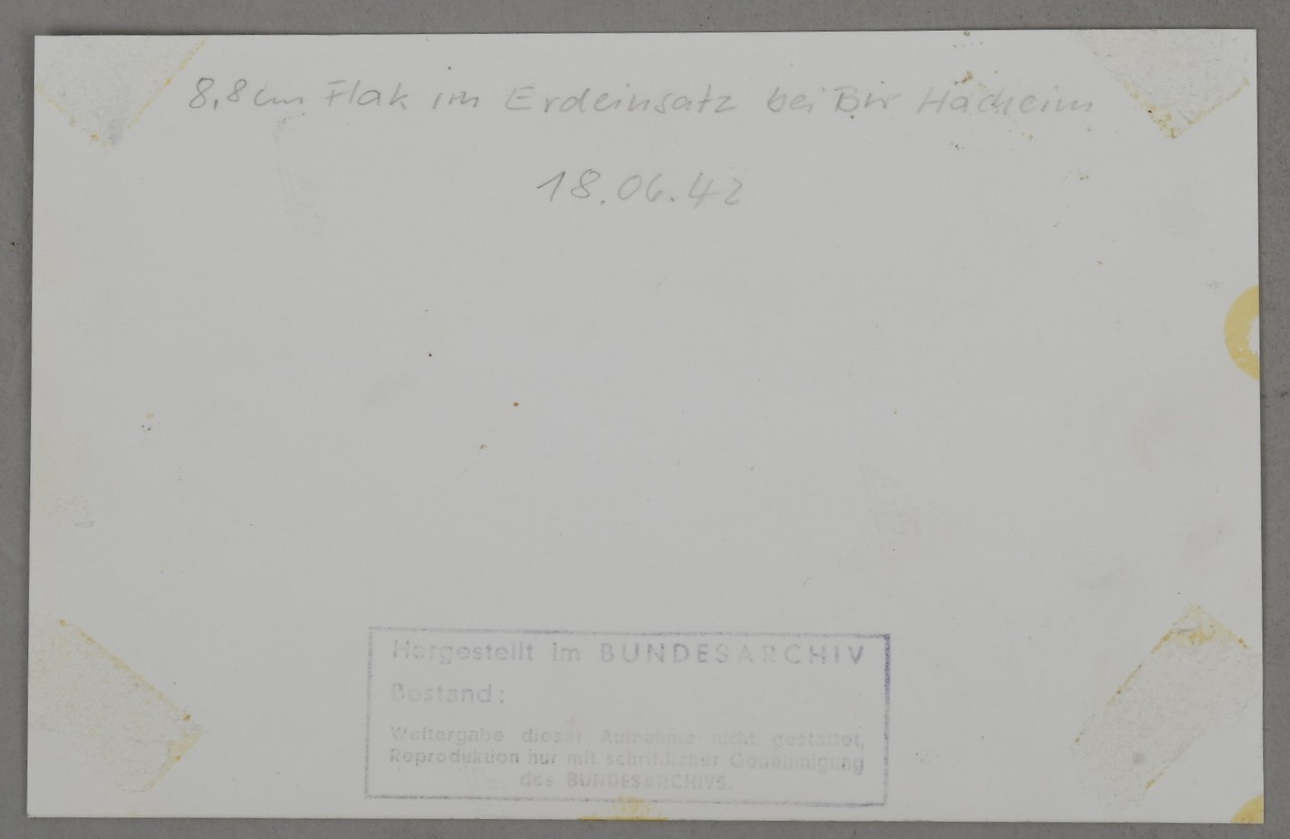 8,8cm Flak im Erdeinsatz bei Bir Hacheim
18.06.42
Hergestellt im BUNDESARCHIV
Bestand:
Weitergabe dieser Aufnahme nicht gestattet,
Reproduktion nur mit schriftlicher Genehmigung
des BUNDESARCHIVS.